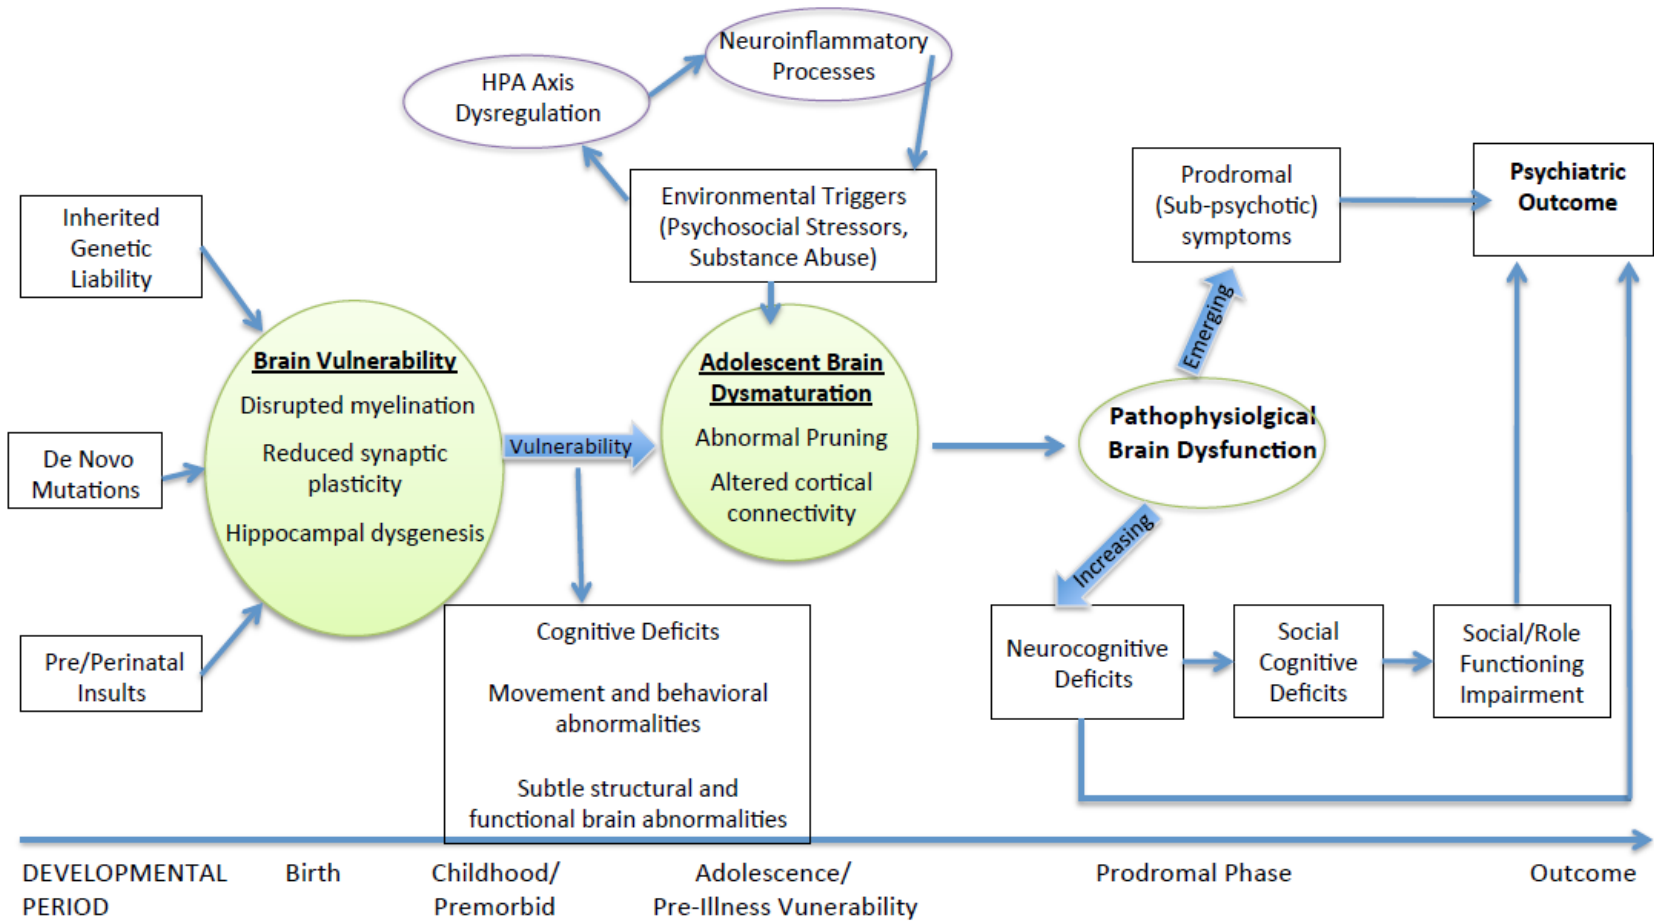 Neuroinflammatory
Processes
HPA Axis
Dysregulation
Environmental Triggers
(Psychosocial Stressors,
Substance Abuse)
Prodromal
(Sub-psychotic)
symptoms
Psychiatric
Outcome
Inherited
Genetic
Liability
Emerging
Brain Vulnerability
Disrupted myelination
Reduced synaptic
plasticity
Hippocampal dysgenesis
De Novo
Mutations
Vulnerability
Adolescent Brain
Dysmaturation
Abnormal Pruning
Altered cortical
connectivity
Pathophysiolgical
Brain Dysfunction
Increasing
Pre/Perinatal
Insults
Cognitive Deficits
Movement and behavioral
abnormalities
Subtle structural and
functional brain abnormalities
Neurocognitive
Deficits
Social
Cognitive
Deficits
Social/Role
Functioning
Impairment
DEVELOPMENTAL
PERIOD
Birth
Childhood/
Premorbid
Adolescence/
Pre-Illness Vunerability
Prodromal Phase
Outcome